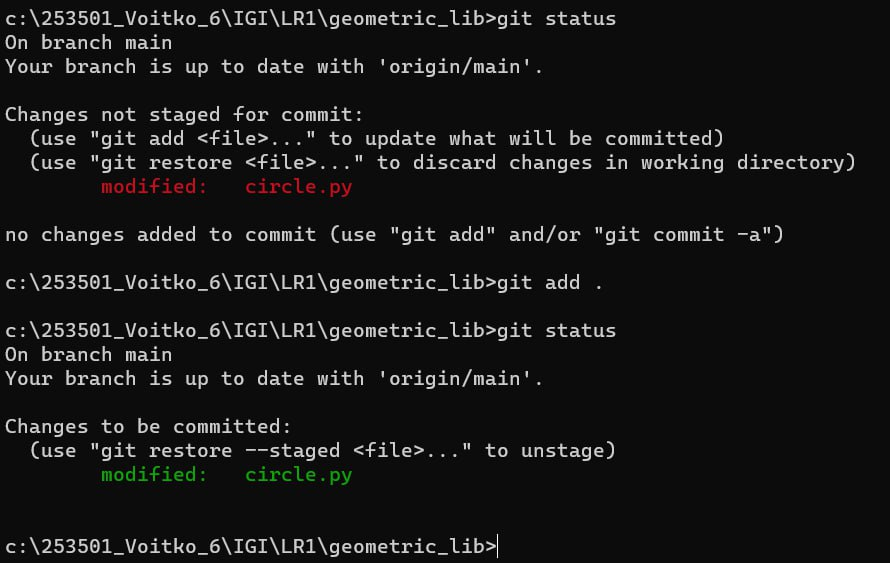 c:\253501_Voitko_6\IGI\LR1\geometric_lib>git status
On branch main
Your branch is up to date with 'origin/main'.
Changes not staged for commit:
  (use "git add <file>..." to update what will be committed)
  (use "git restore <file>..." to discard changes in working directory)
        modified:   circle.py
no changes added to commit (use "git add" and/or "git commit -a")
c:\253501_Voitko_6\IGI\LR1\geometric_lib>git add .
c:\253501_Voitko_6\IGI\LR1\geometric_lib>git status
On branch main
Your branch is up to date with 'origin/main'.
Changes to be committed:
  (use "git restore --staged <file>..." to unstage)
        modified:   circle.py
c:\253501_Voitko_6\IGI\LR1\geometric_lib>